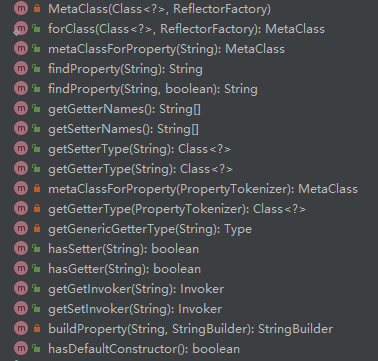 MetaClass(Class<?>, ReflectorFactory)
forClass(Class<?>, ReflectorFactory): MetaClass
metaClassForProperty(String): MetaClass
findProperty(String): String
findProperty(String, boolean): String
getGetterNames(): String[]
getSetterNames(): String[]
getSetterType(String): Class<?>
getGetterType(String): Class<?>
metaClassForProperty(PropertyTokenizer): MetaClass
getGetterType(PropertyTokenizer): Class<?>
getGenericGetterType(String): Type
hasSetter(String): boolean
hasGetter(String): boolean
getGetInvoker(String): Invoker
getSetInvoker(String): Invoker
buildProperty(String, StringBuilder): StringBuilder
hasDefaultConstructor(): boolean